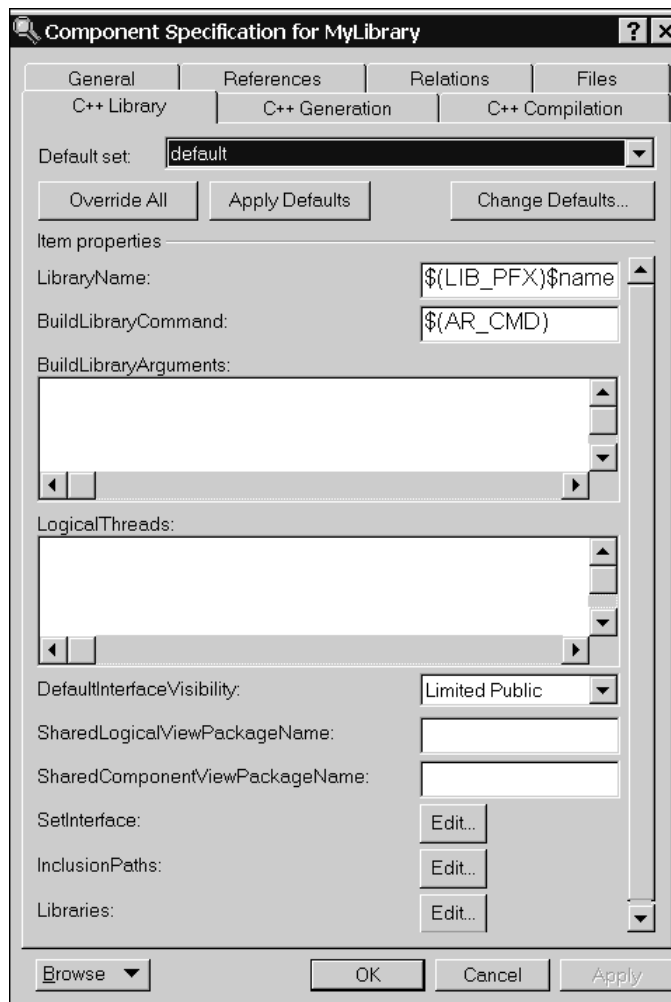 Component Specification for MyLibrary
General References Relations Files
C++ Library C++ Generation C++ Compilation
Default set: default
Override All Apply Defaults Change Defaults...
Item properties
LibraryName: $(LIB_PFX)$name
BuildLibraryCommand: $(AR_CMD)
BuildLibraryArguments:
LogicalThreads:
DefaultInterfaceVisibility: Limited Public
SharedLogicalViewPackageName:
SharedComponentViewPackageName:
SetInterface: Edit...
InclusionPaths: Edit...
Libraries: Edit...
Browse OK Cancel Apply